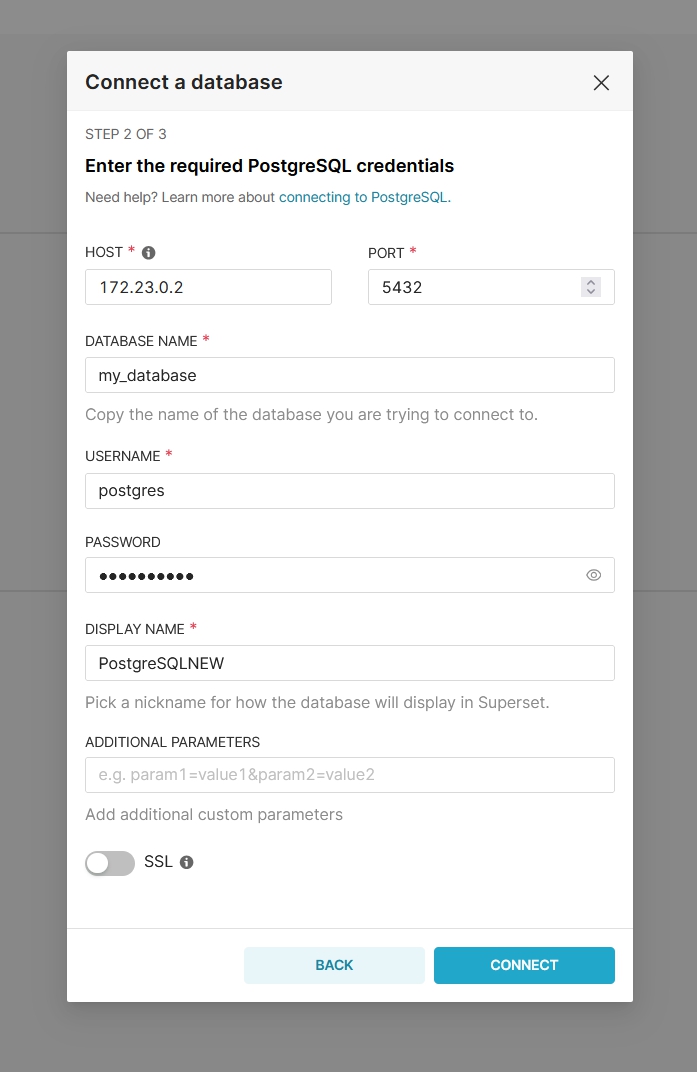 Connect a database
STEP 2 OF 3
Enter the required PostgreSQL credentials
Need help? Learn more about connecting to PostgreSQL.
HOST * PORT *
172.23.0.2 5432
DATABASE NAME *
my_database
Copy the name of the database you are trying to connect to.
USERNAME *
postgres
PASSWORD
••••••••••
DISPLAY NAME *
PostgreSQLNEW
Pick a nickname for how the database will display in Superset.
ADDITIONAL PARAMETERS
e.g. param1=value1&param2=value2
Add additional custom parameters
SSL
BACK CONNECT